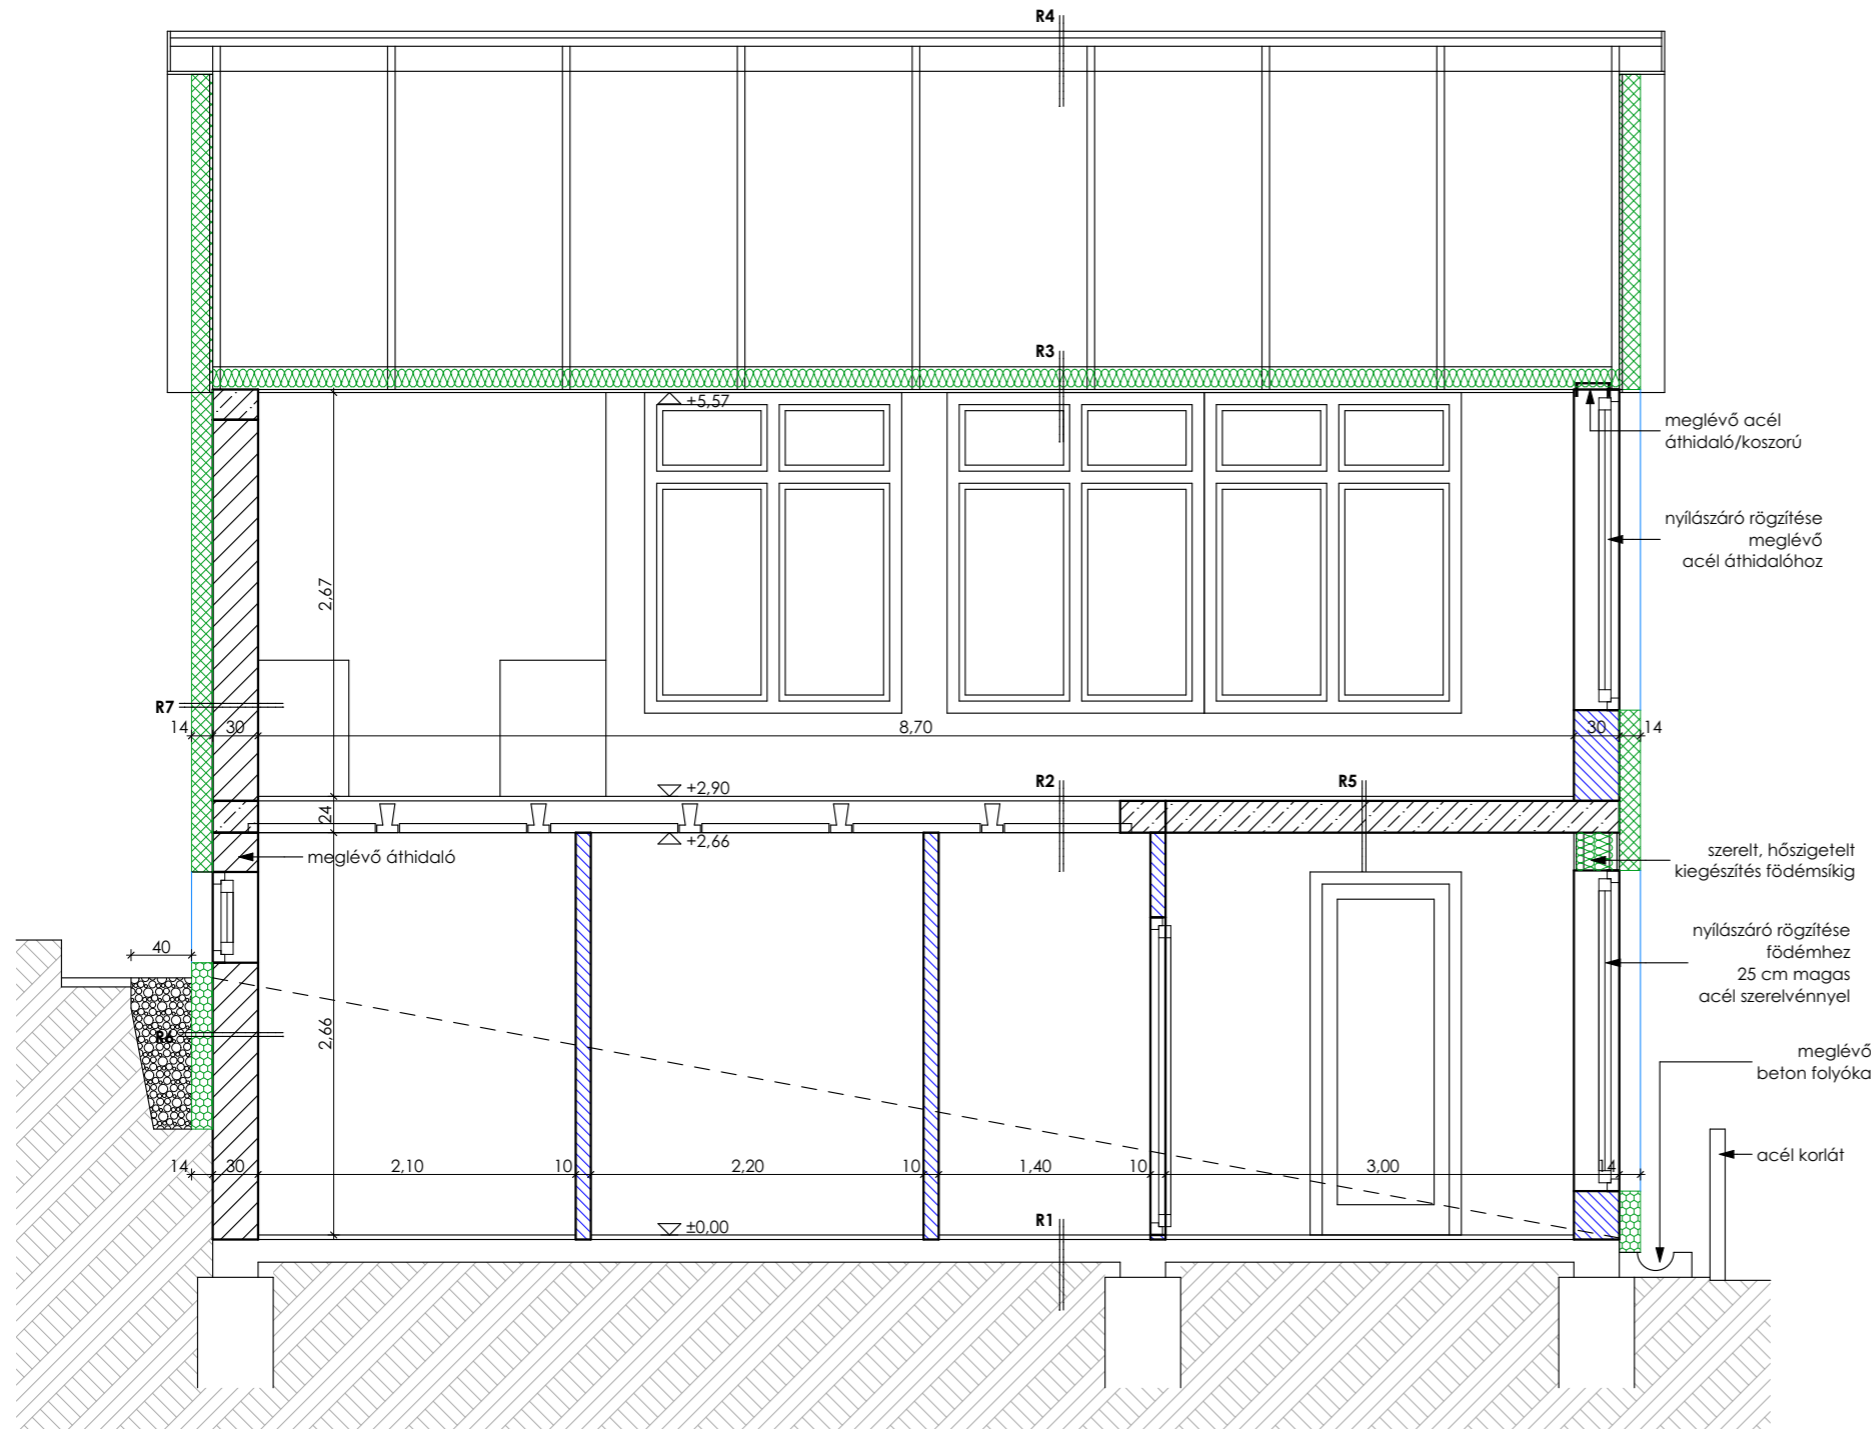 R4
R3
+5,57
meglévő acél
áthidaló/koszorú
nyílászáró rögzítése
meglévő
acél áthidalóhoz
2,67
R7
14 30 8,70 30 14
+2,90
R2
R5
24
+2,66
meglévő áthidaló
szerelt, hőszigetelt
kiegészítés födémsíkig
nyílászáró rögzítése
födémhez
25 cm magas
acél szerelvénnyel
40
R6
2,66
meglévő
beton folyóka
acél korlát
14 30 2,10 10 2,20 10 1,40 10 3,00 14
±0,00
R1